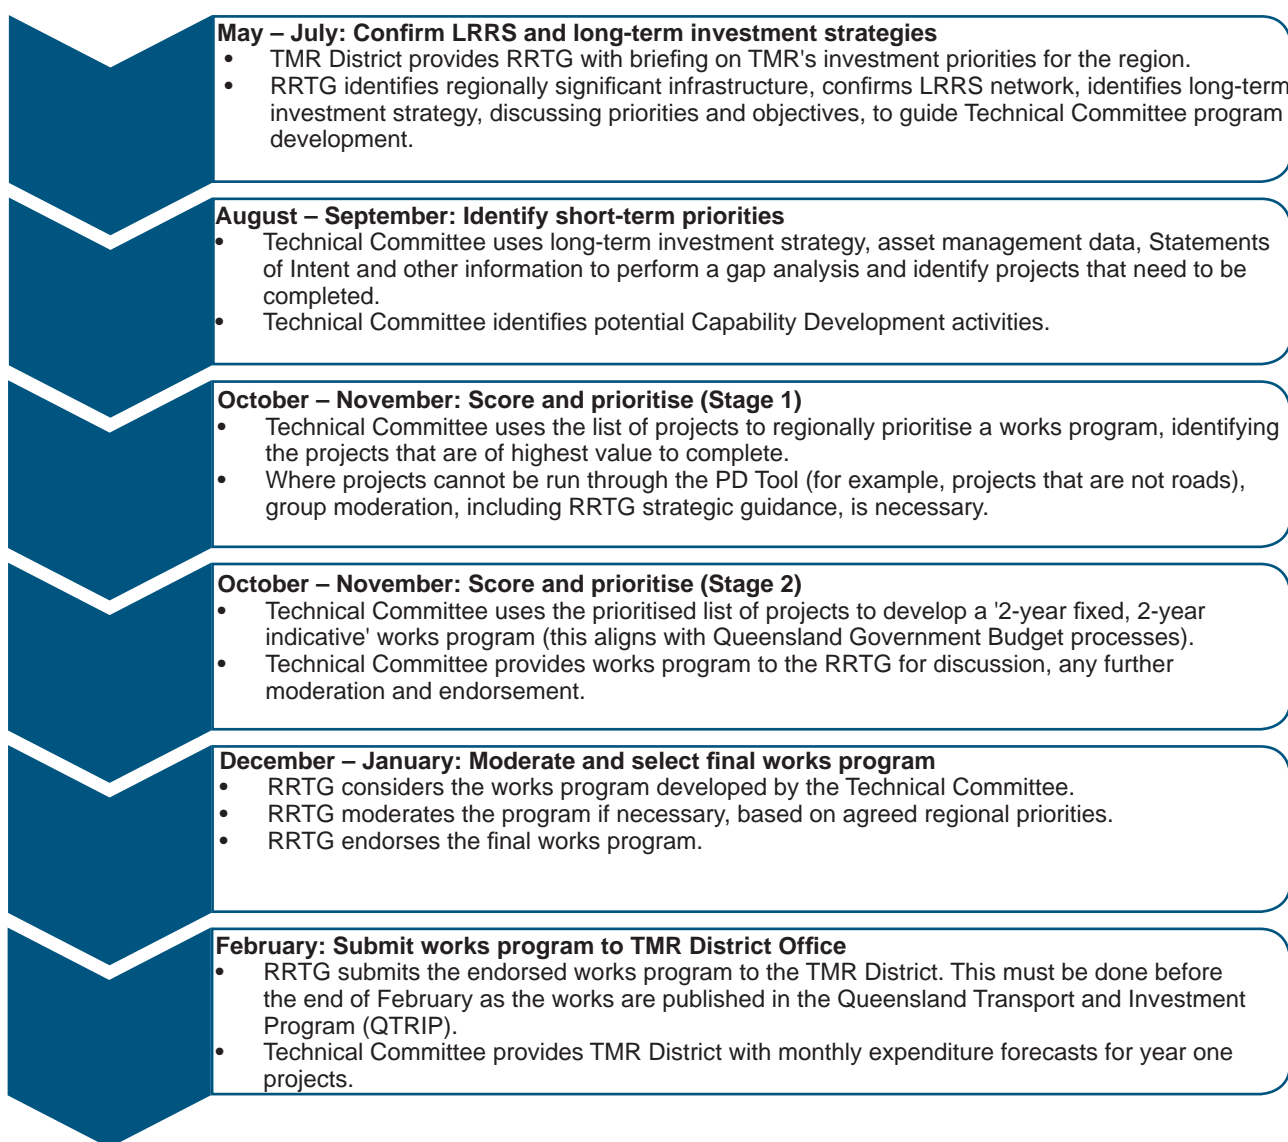 May – July: Confirm LRRS and long-term investment strategies
• TMR District provides RRTG with briefing on TMR's investment priorities for the region.
• RRTG identifies regionally significant infrastructure, confirms LRRS network, identifies long-term
investment strategy, discussing priorities and objectives, to guide Technical Committee program
development.
August – September: Identify short-term priorities
• Technical Committee uses long-term investment strategy, asset management data, Statements
of Intent and other information to perform a gap analysis and identify projects that need to be
completed.
• Technical Committee identifies potential Capability Development activities.
October – November: Score and prioritise (Stage 1)
• Technical Committee uses the list of projects to regionally prioritise a works program, identifying
the projects that are of highest value to complete.
• Where projects cannot be run through the PD Tool (for example, projects that are not roads),
group moderation, including RRTG strategic guidance, is necessary.
October – November: Score and prioritise (Stage 2)
• Technical Committee uses the prioritised list of projects to develop a '2-year fixed, 2-year
indicative' works program (this aligns with Queensland Government Budget processes).
• Technical Committee provides works program to the RRTG for discussion, any further
moderation and endorsement.
December – January: Moderate and select final works program
• RRTG considers the works program developed by the Technical Committee.
• RRTG moderates the program if necessary, based on agreed regional priorities.
• RRTG endorses the final works program.
February: Submit works program to TMR District Office
• RRTG submits the endorsed works program to the TMR District. This must be done before
the end of February as the works are published in the Queensland Transport and Investment
Program (QTRIP).
• Technical Committee provides TMR District with monthly expenditure forecasts for year one
projects.